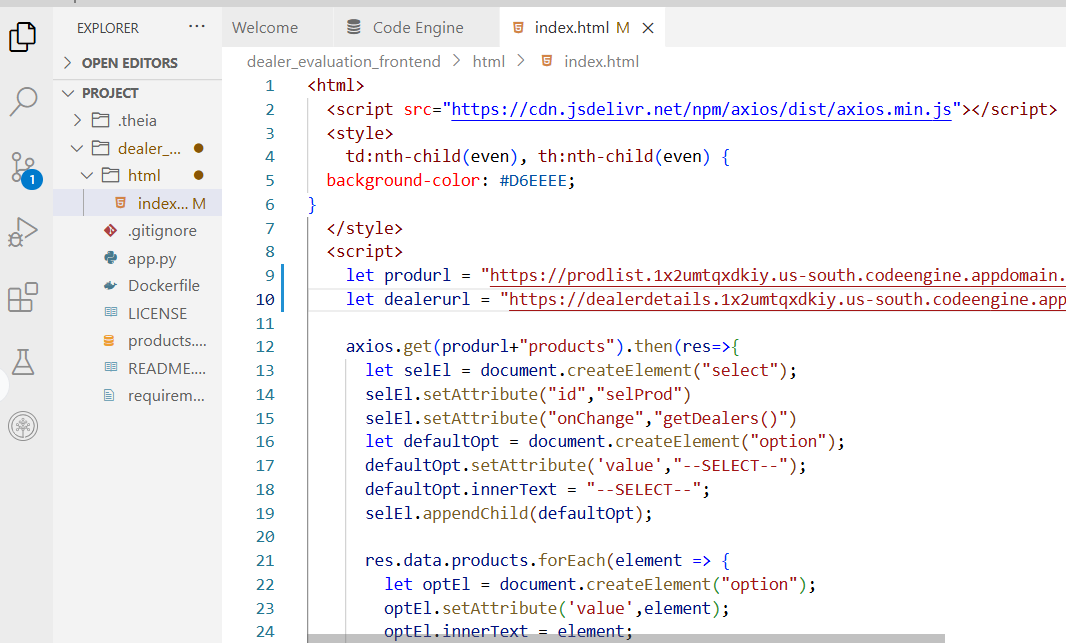 EXPLORER ...
OPEN EDITORS
PROJECT
.theia
dealer_...
html
index... M
.gitignore
app.py
Dockerfile
LICENSE
products....
README....
requirem...
1
Welcome Code Engine index.html M
dealer_evaluation_frontend > html > index.html
1 <html>
2 <script src="https://cdn.jsdelivr.net/npm/axios/dist/axios.min.js"></script>
3 <style>
4 td:nth-child(even), th:nth-child(even) {
5 background-color: #D6EEEE;
6 }
7 </style>
8 <script>
9 let produrl = "https://prodlist.1x2umtqxdkiy.us-south.codeengine.appdomain.
10 let dealerurl = "https://dealerdetails.1x2umtqxdkiy.us-south.codeengine.app
11
12 axios.get(produrl+"products").then(res=>{
13 let selEl = document.createElement("select");
14 selEl.setAttribute("id","selProd")
15 selEl.setAttribute("onChange","getDealers()")
16 let defaultOpt = document.createElement("option");
17 defaultOpt.setAttribute('value',"--SELECT--");
18 defaultOpt.innerText = "--SELECT--";
19 selEl.appendChild(defaultOpt);
20
21 res.data.products.forEach(element => {
22 let optEl = document.createElement("option");
23 optEl.setAttribute('value',element);
24 optEl.innerText = element;